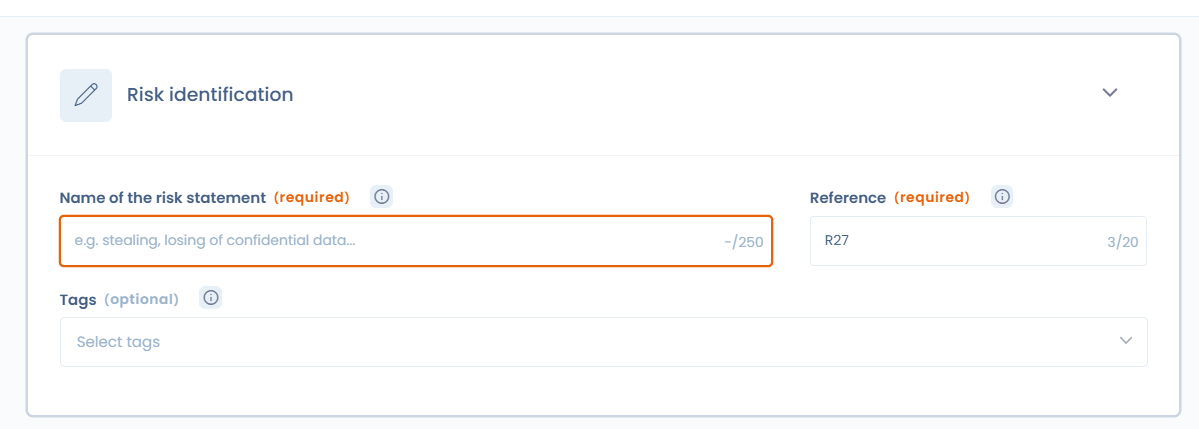 Risk identification
Name of the risk statement (required)
Reference (required)
e.g. stealing, losing of confidential data... -/250
R27 3/20
Tags (optional)
Select tags